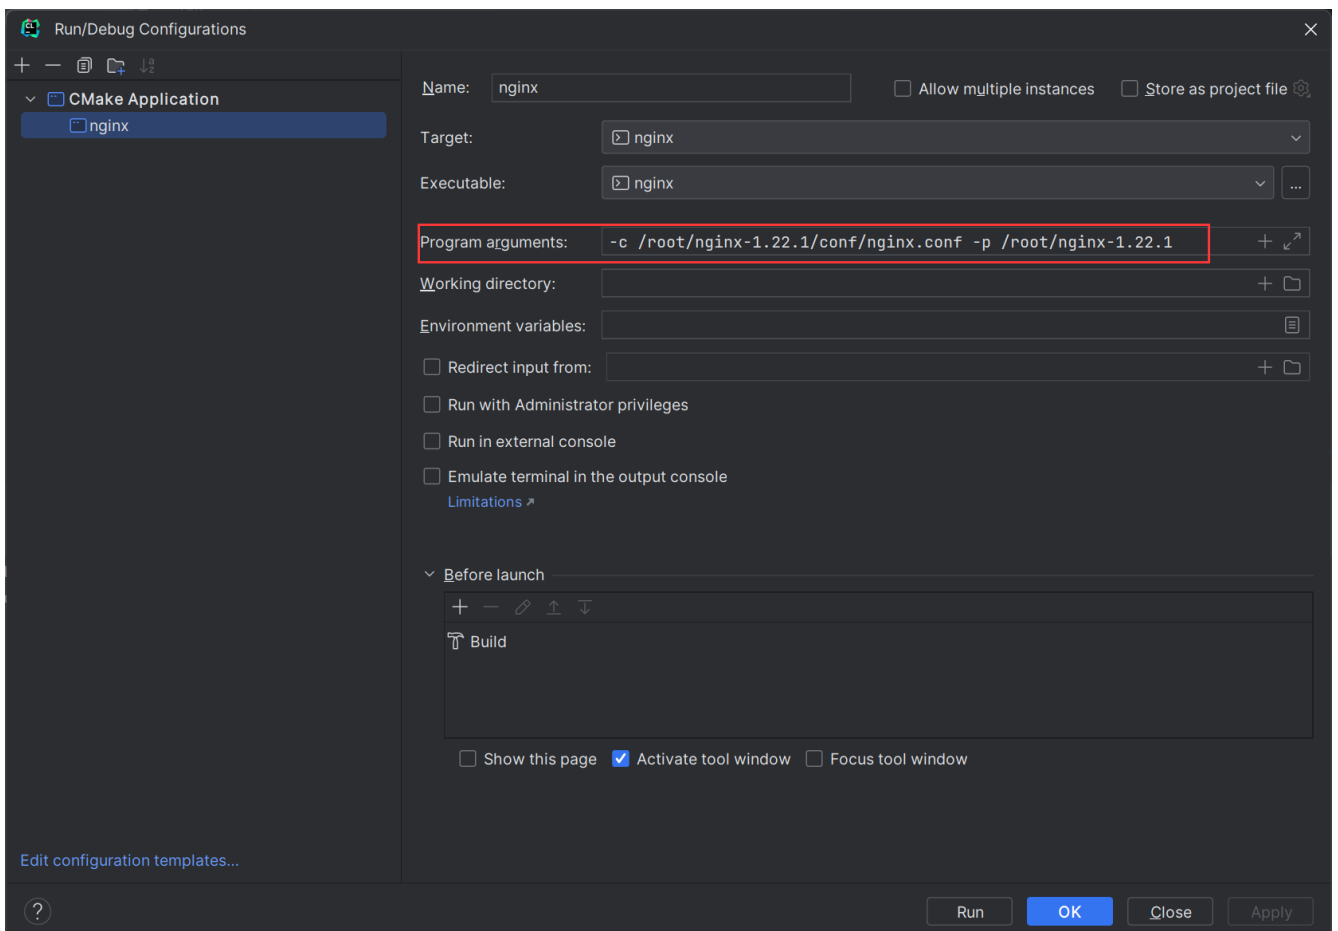 Run/Debug Configurations
CMake Application
nginx
Name: nginx
Allow multiple instances
Store as project file
Target: nginx
Executable: nginx
...
Program arguments: -c /root/nginx-1.22.1/conf/nginx.conf -p /root/nginx-1.22.1
Working directory:
Environment variables:
Redirect input from:
Run with Administrator privileges
Run in external console
Emulate terminal in the output console
Limitations
Before launch
Build
Show this page
Activate tool window
Focus tool window
Edit configuration templates...
?
Run
OK
Close
Apply